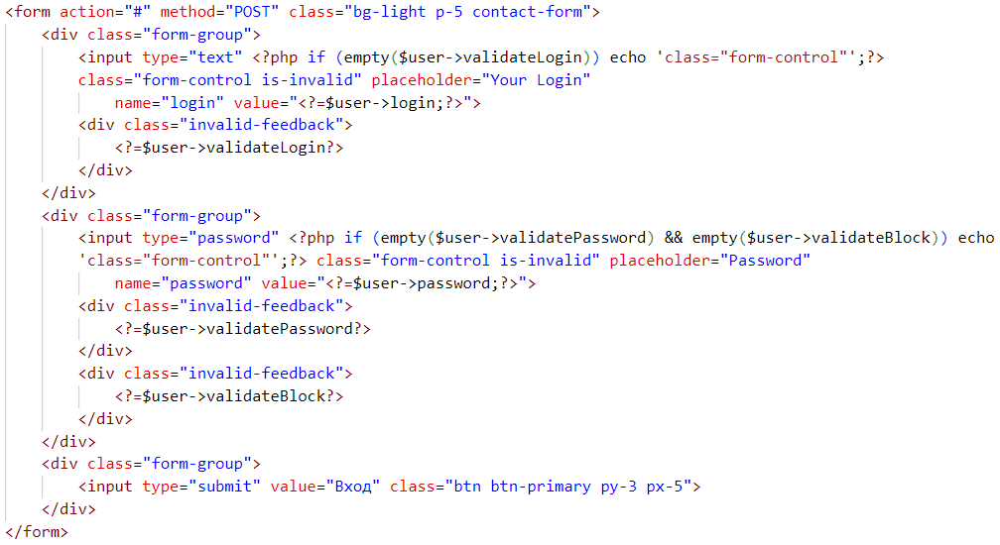 <form action="#" method="POST" class="bg-light p-5 contact-form">
<div class="form-group">
<input type="text" <?php if (empty($user->validateLogin)) echo 'class="form-control"';?>
class="form-control is-invalid" placeholder="Your Login"
name="login" value="<?=$user->login;?>">
<div class="invalid-feedback">
<?=$user->validateLogin?>
</div>
</div>
<div class="form-group">
<input type="password" <?php if (empty($user->validatePassword) && empty($user->validateBlock)) echo
'class="form-control"';?> class="form-control is-invalid" placeholder="Password"
name="password" value="<?=$user->password;?>">
<div class="invalid-feedback">
<?=$user->validatePassword?>
</div>
<div class="invalid-feedback">
<?=$user->validateBlock?>
</div>
</div>
<div class="form-group">
<input type="submit" value="Вход" class="btn btn-primary py-3 px-5">
</div>
</form>